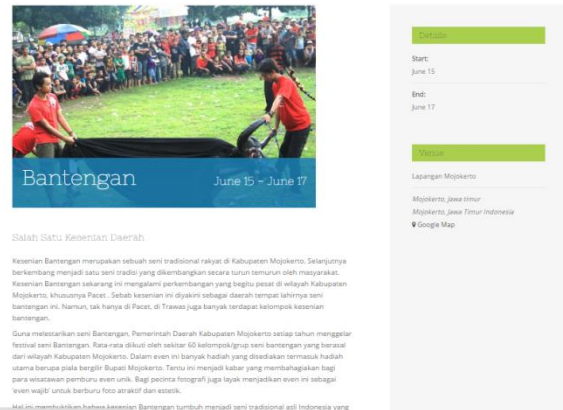 Bantengan
June 15 – June 17
Salah Satu Kesenian Daerah
Kesenian Bantengan merupakan sebuah seni tradisional rakyat di Kabupaten Mojokerto. Selanjutnya
berkembang menjadi satu seni tradisi yang dikembangkan secara turun temurun oleh masyarakat.
Kesenian Bantengan sekarang ini mengalami perkembangan yang begitu pesat di wilayah Kabupaten
Mojokerto, khususnya Pacet . Sebab kesenian ini diyakini sebagai daerah tempat lahirnya seni
bantengan ini. Namun, tak hanya di Pacet, di Trawas juga banyak terdapat kelompok kesenian
bantengan.
Guna melestarikan seni Bantengan, Pemerintah Daerah Kabupaten Mojokerto setiap tahun menggelar
festival seni Bantengan. Rata-rata diikuti oleh sekitar 60 kelompok/grup seni bantengan yang berasal
dari wilayah Kabupaten Mojokerto. Dalam even ini banyak hadiah yang disediakan termasuk hadiah
utama berupa piala bergilir Bupati Mojokerto. Tentu ini menjadi kabar yang membahagiakan bagi
para wisatawan pemburu even unik. Bagi pecinta fotografi juga layak menjadikan even ini sebagai
'even wajib' untuk berburu foto atraktif dan estetik.
Hal ini membuktikan bahwa kesenian Bantengan tumbuh menjadi seni tradisional asli Indonesia yang
Details
Start:
June 15
End:
June 17
Venue
Lapangan Mojokerto
Mojokerto, Jawa timur
Mojokerto, Jawa Timur Indonesia
Google Map